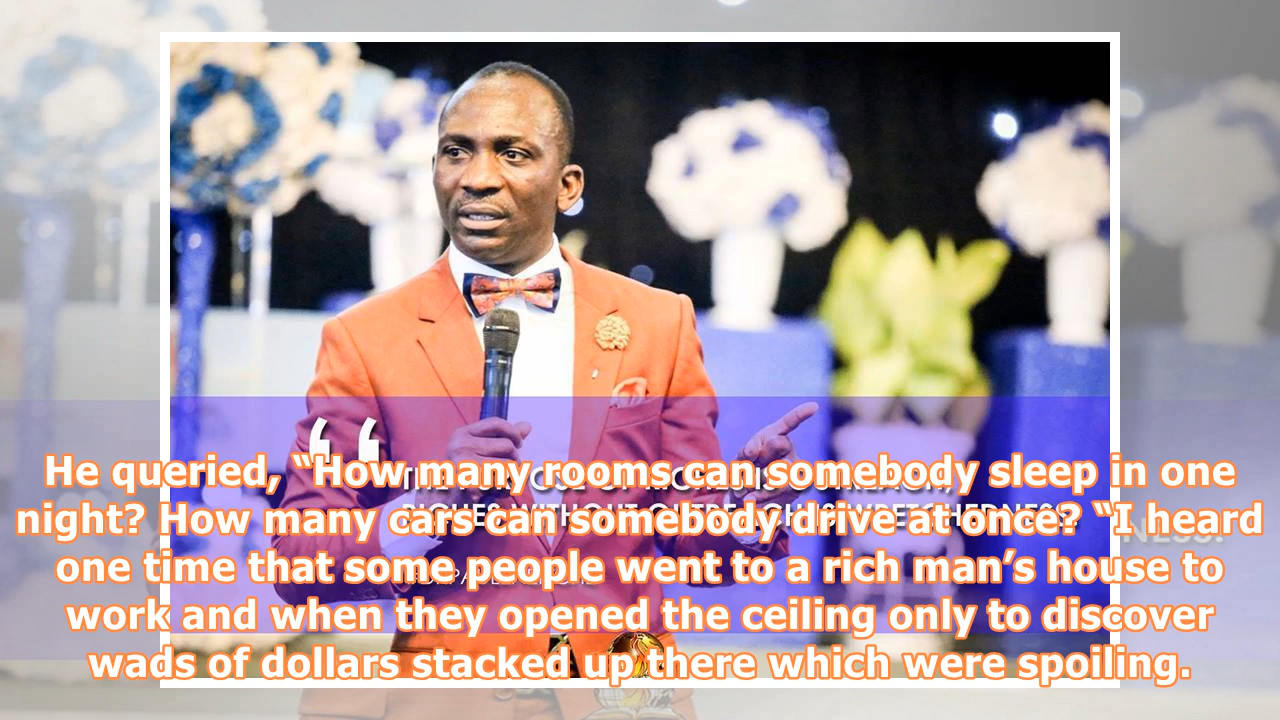 He queried, “How many rooms can somebody sleep in one
night? How many cars can somebody drive at once? “I heard
one time that some people went to a rich man’s house to
work and when they opened the ceiling only to discover
wads of dollars stacked up there which were spoiling.